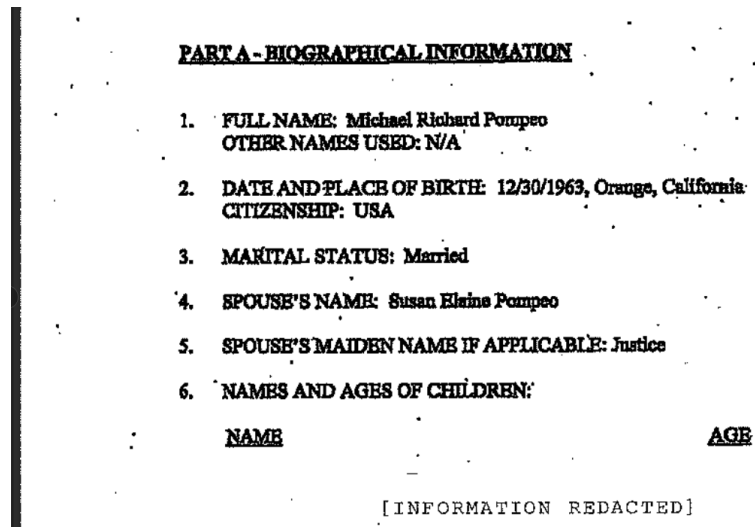 PART A - BIOGRAPHICAL INFORMATION
1. FULL NAME: Michael Richard Pompeo
OTHER NAMES USED: N/A
2. DATE AND PLACE OF BIRTH: 12/30/1963, Orange, California
CITIZENSHIP: USA
3. MARITAL STATUS: Married
4. SPOUSE'S NAME: Susan Elaine Pompeo
5. SPOUSE'S MAIDEN NAME IF APPLICABLE: Justice
6. NAMES AND AGES OF CHILDREN:
NAME AGE
[INFORMATION REDACTED]